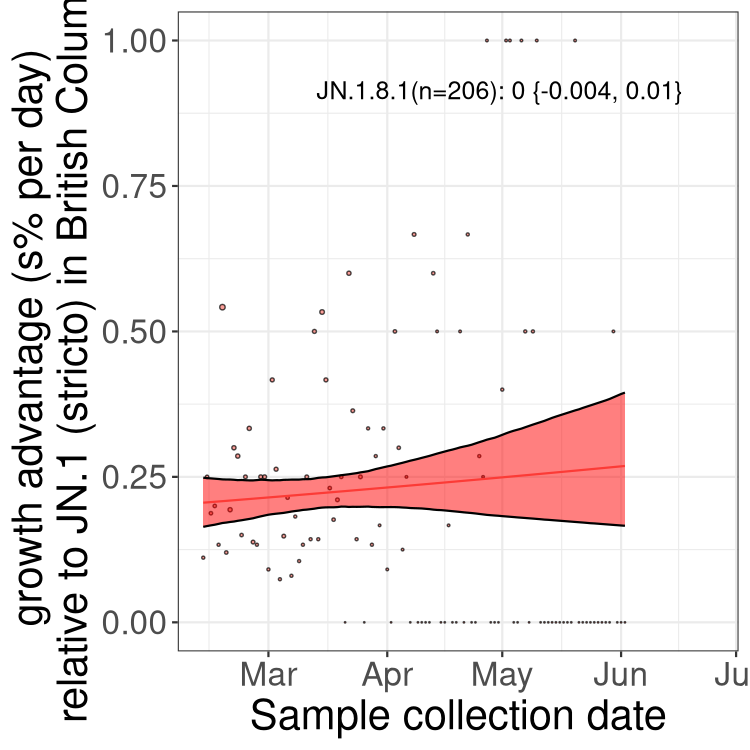 growth advantage (s% per day)
relative to JN.1 (stricto) in British Colum
1.00
0.75
0.50
0.25
0.00
JN.1.8.1(n=206): 0 {-0.004, 0.01}
Mar Apr May Jun Ju
Sample collection date